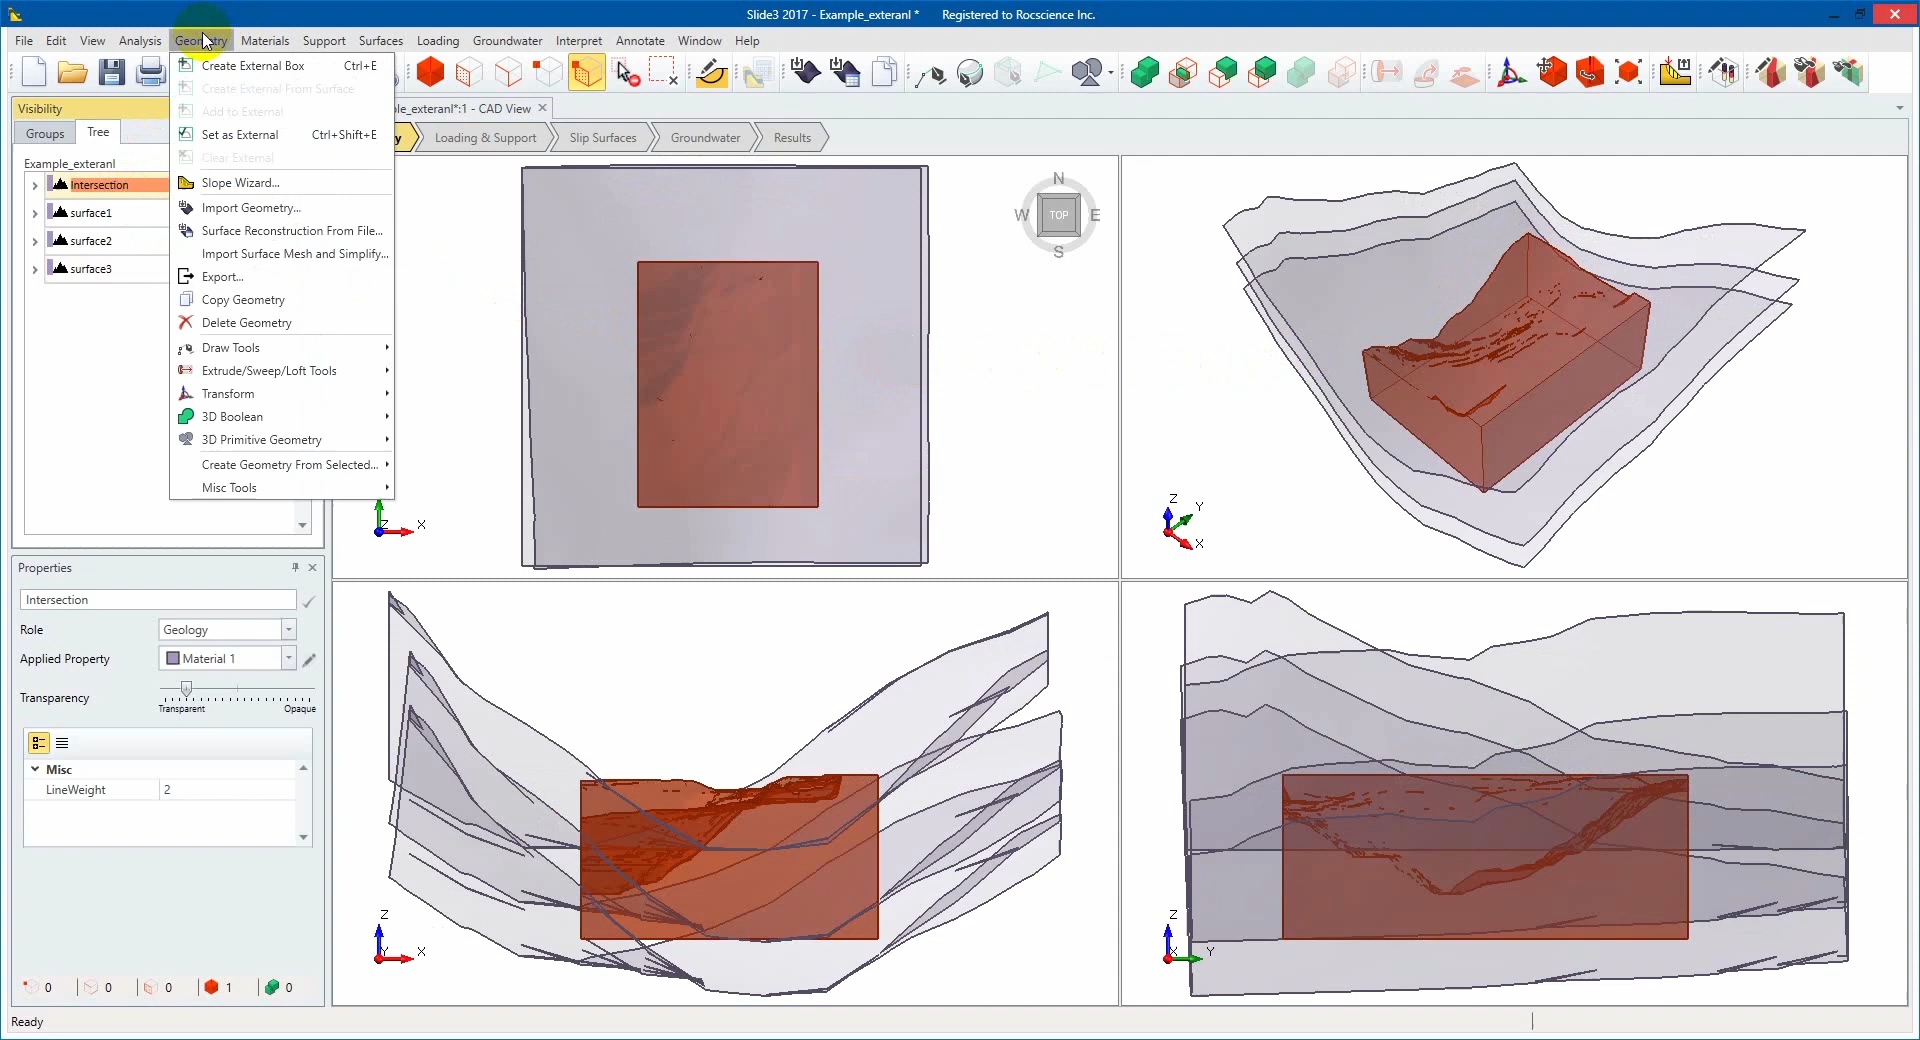 Slide3 2017 - Example_exteranl * Registered to Rocscience Inc.
File Edit View Analysis Geometry Materials Support Surfaces Loading Groundwater Interpret Annotate Window Help
Create External Box Ctrl+E
Create External From Surface
Add to External
Set as External Ctrl+Shift+E
Clear External
Slope Wizard...
Import Geometry...
Surface Reconstruction From File...
Import Surface Mesh and Simplify...
Export...
Copy Geometry
Delete Geometry
Draw Tools
Extrude/Sweep/Loft Tools
Transform
3D Boolean
3D Primitive Geometry
Create Geometry From Selected...
Misc Tools
Visibility
Groups Tree
Example_exteranl
Intersection
surface1
surface2
surface3
ple_exteranl*:1 - CAD View
y Loading & Support Slip Surfaces Groundwater Results
N
W TOP E
S
Z X
Z Y
X
Z
Y X
Z
X Y
Properties
Intersection
Role Geology
Applied Property Material 1
Transparency
Transparent Opaque
Misc
LineWeight 2
0 0 0 1 0
Ready